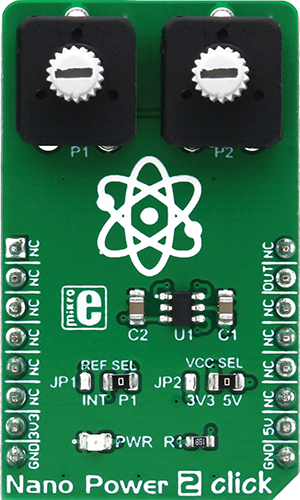 P1 P2
NC NC
NC OUT
NC NC
mikro
e
NC NC
C2 U1 C1
NC NC
REF SEL VCC SEL
JP1 0 JP2 0
INT P1 3V3 5V
NC NC
3V3 5V
PWR R1
GND GND
Nano Power 2 click